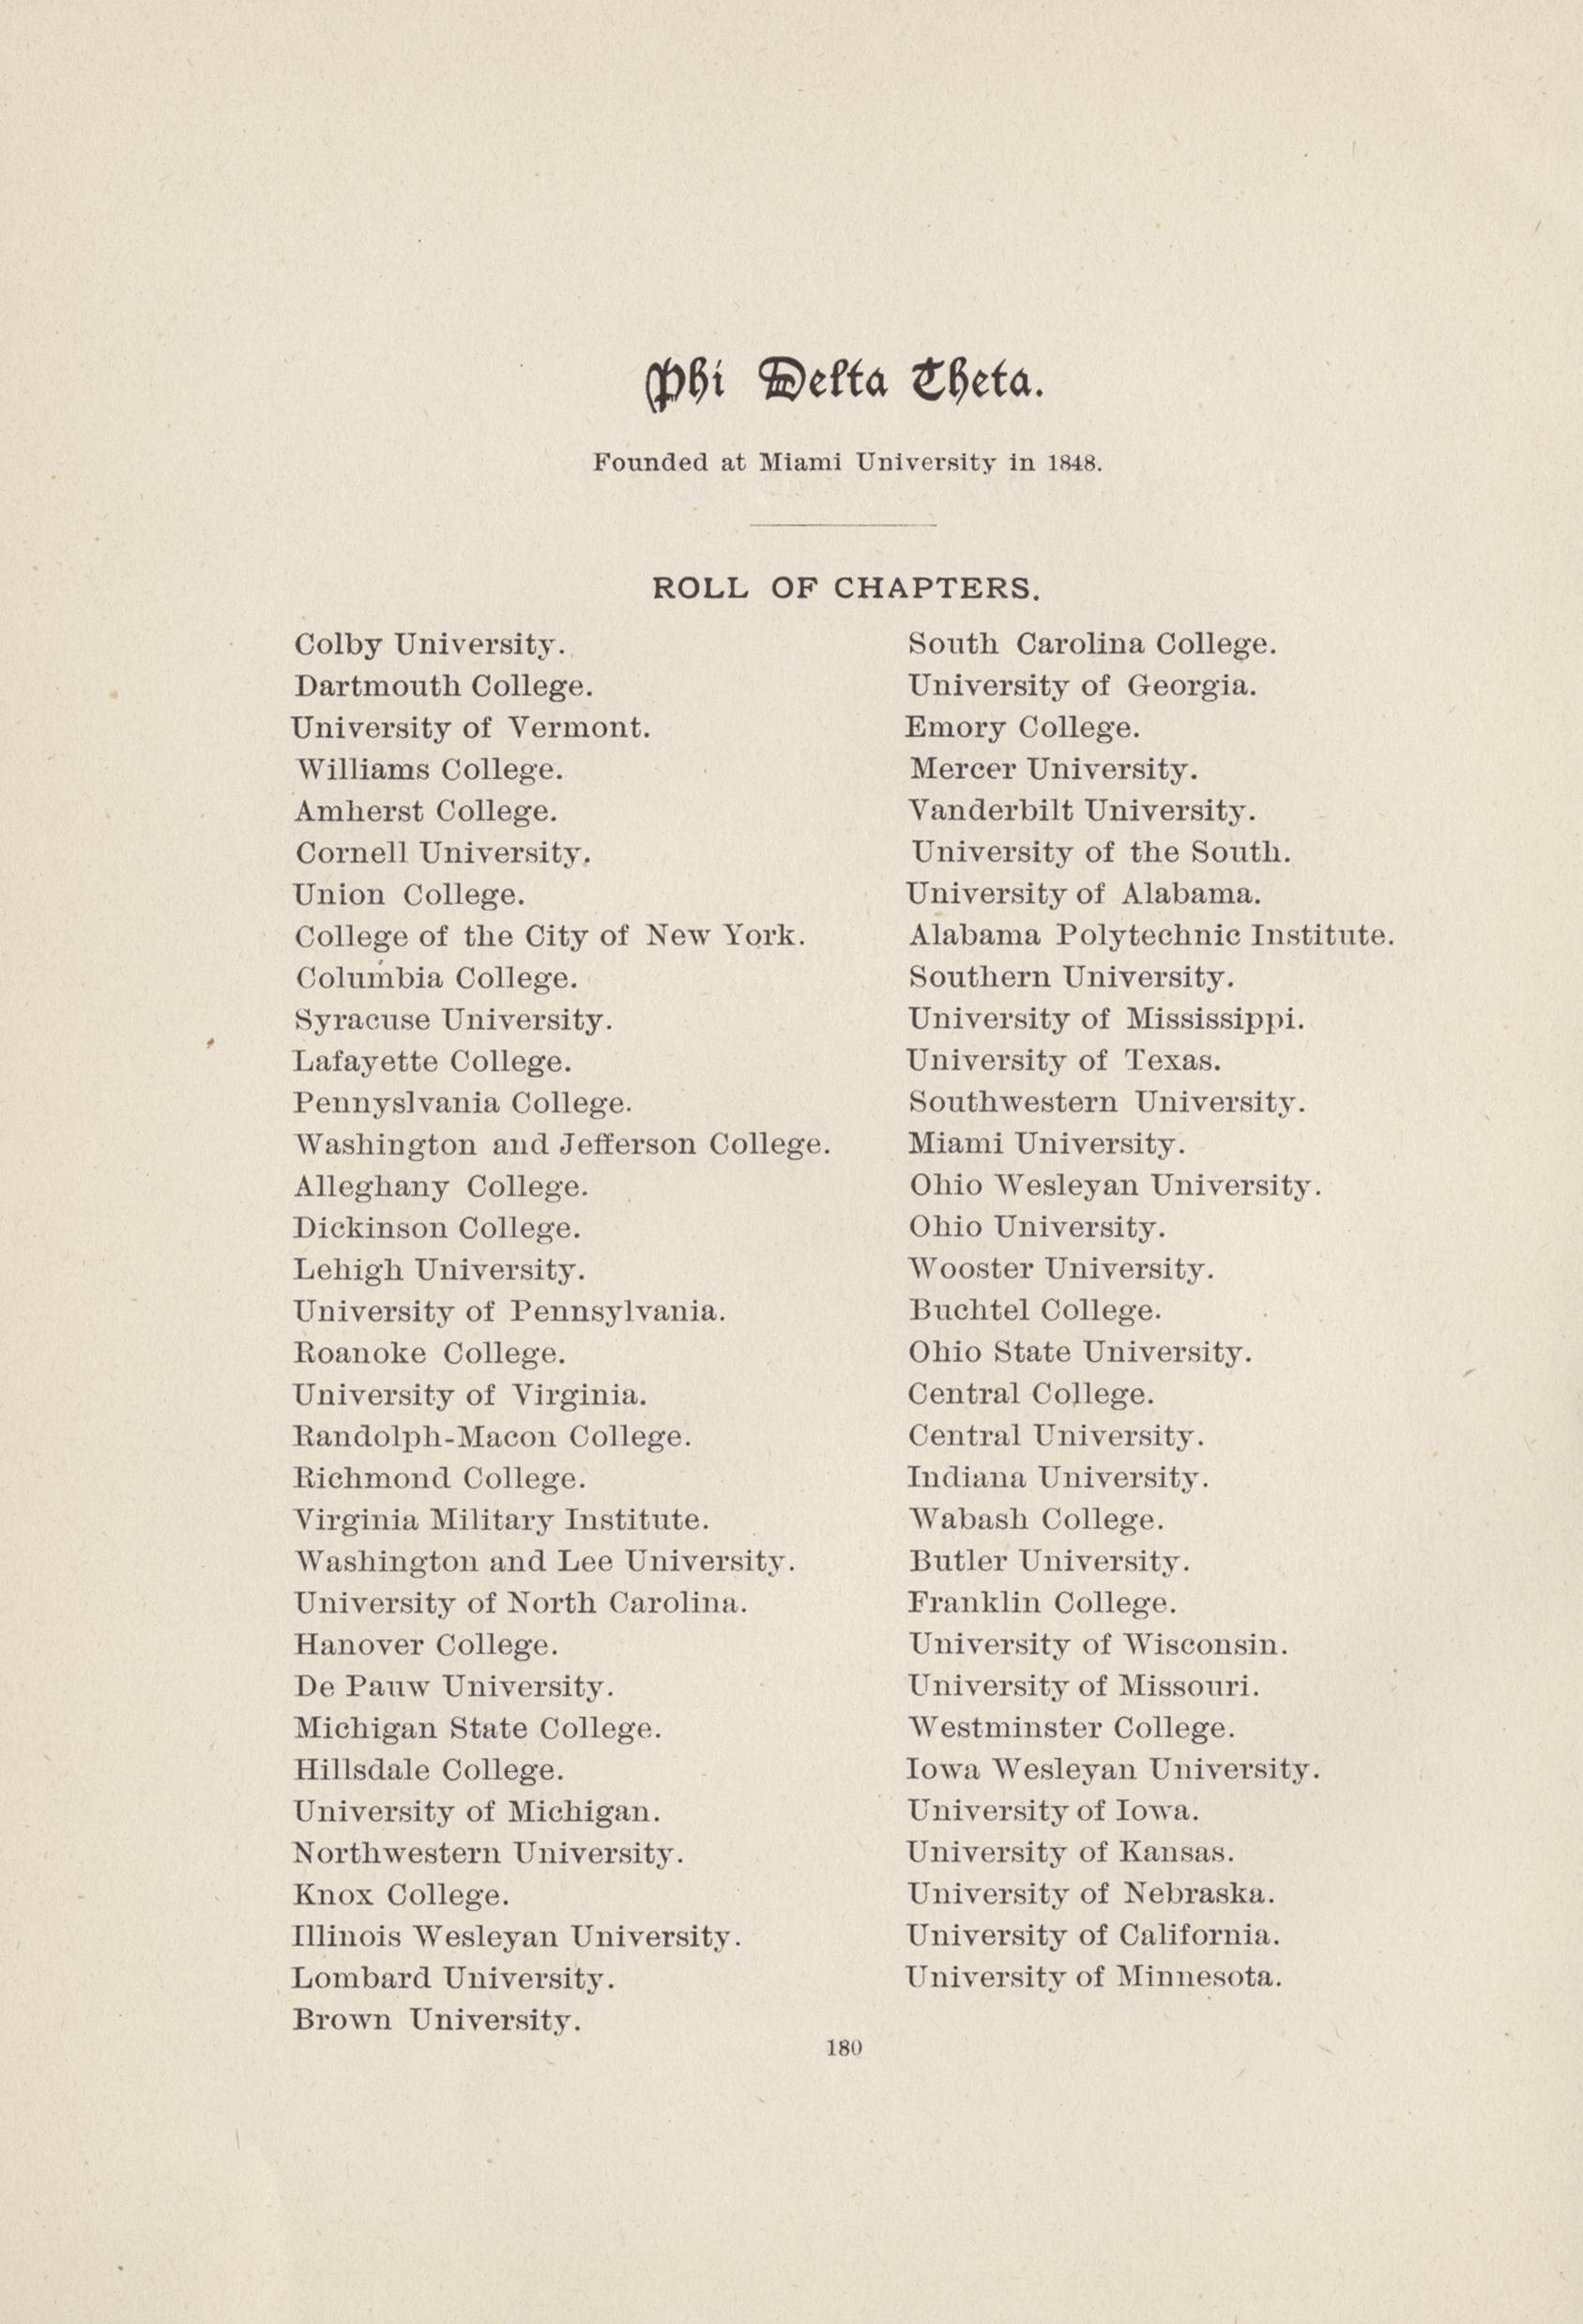 Phi Delta Theta.
Founded at Miami University in 1848.
ROLL OF CHAPTERS.
Colby University.
Dartmouth College.
University of Vermont.
Williams College.
Amherst College.
Cornell University.
Union College.
College of the City of New York.
Columbia College.
Syracuse University.
Lafayette College.
Pennyslvania College.
Washington and Jefferson College.
Alleghany College.
Dickinson College.
Lehigh University.
University of Pennsylvania.
Roanoke College.
University of Virginia.
Randolph-Macon College.
Richmond College.
Virginia Military Institute.
Washington and Lee University.
University of North Carolina.
Hanover College.
De Pauw University.
Michigan State College.
Hillsdale College.
University of Michigan.
Northwestern University.
Knox College.
Illinois Wesleyan University.
Lombard University.
Brown University.
South Carolina College.
University of Georgia.
Emory College.
Mercer University.
Vanderbilt University.
University of the South.
University of Alabama.
Alabama Polytechnic Institute.
Southern University.
University of Mississippi.
University of Texas.
Southwestern University.
Miami University.
Ohio Wesleyan University.
Ohio University.
Wooster University.
Buchtel College.
Ohio State University.
Central College.
Central University.
Indiana University.
Wabash College.
Butler University.
Franklin College.
University of Wisconsin.
University of Missouri.
Westminster College.
Iowa Wesleyan University.
University of Iowa.
University of Kansas.
University of Nebraska.
University of California.
University of Minnesota.
180